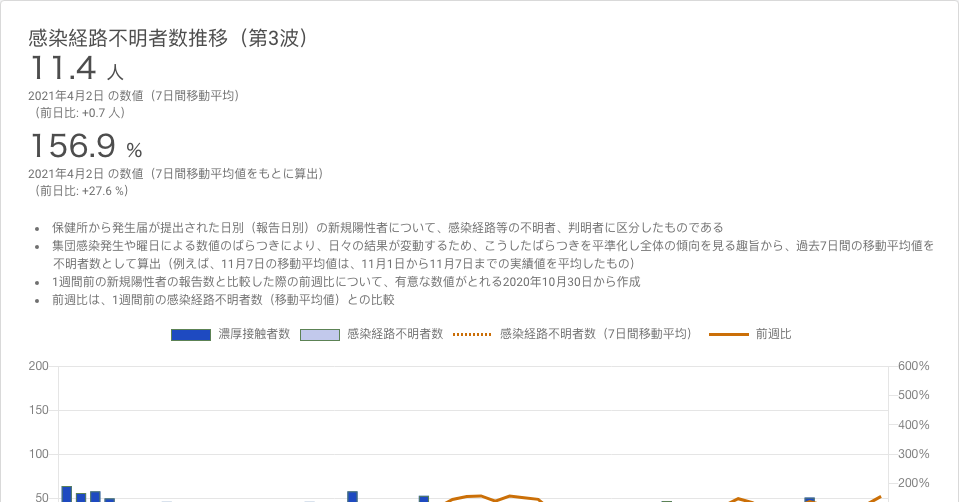 感染経路不明者数推移（第3波）
11.4 人
2021年4月2日 の数値（7日間移動平均）
（前日比: +0.7 人）
156.9 %
2021年4月2日 の数値（7日間移動平均値をもとに算出）
（前日比: +27.6 %）
• 保健所から発生届が提出された日別（報告日別）の新規陽性者について、感染経路等の不明者、判明者に区分したものである
• 集団感染発生や曜日による数値のばらつきにより、日々の結果が変動するため、こうしたばらつきを平準化し全体の傾向を見る趣旨から、過去7日間の移動平均値を
不明者数として算出（例えば、11月7日の移動平均値は、11月1日から11月7日までの実績値を平均したもの）
• 1週間前の新規陽性者の報告数と比較した際の前週比について、有意な数値がとれる2020年10月30日から作成
• 前週比は、1週間前の感染経路不明者数（移動平均値）との比較
濃厚接触者数 感染経路不明者数 感染経路不明者数（7日間移動平均） 前週比
200 600%
500%
150
400%
100 300%
200%
50